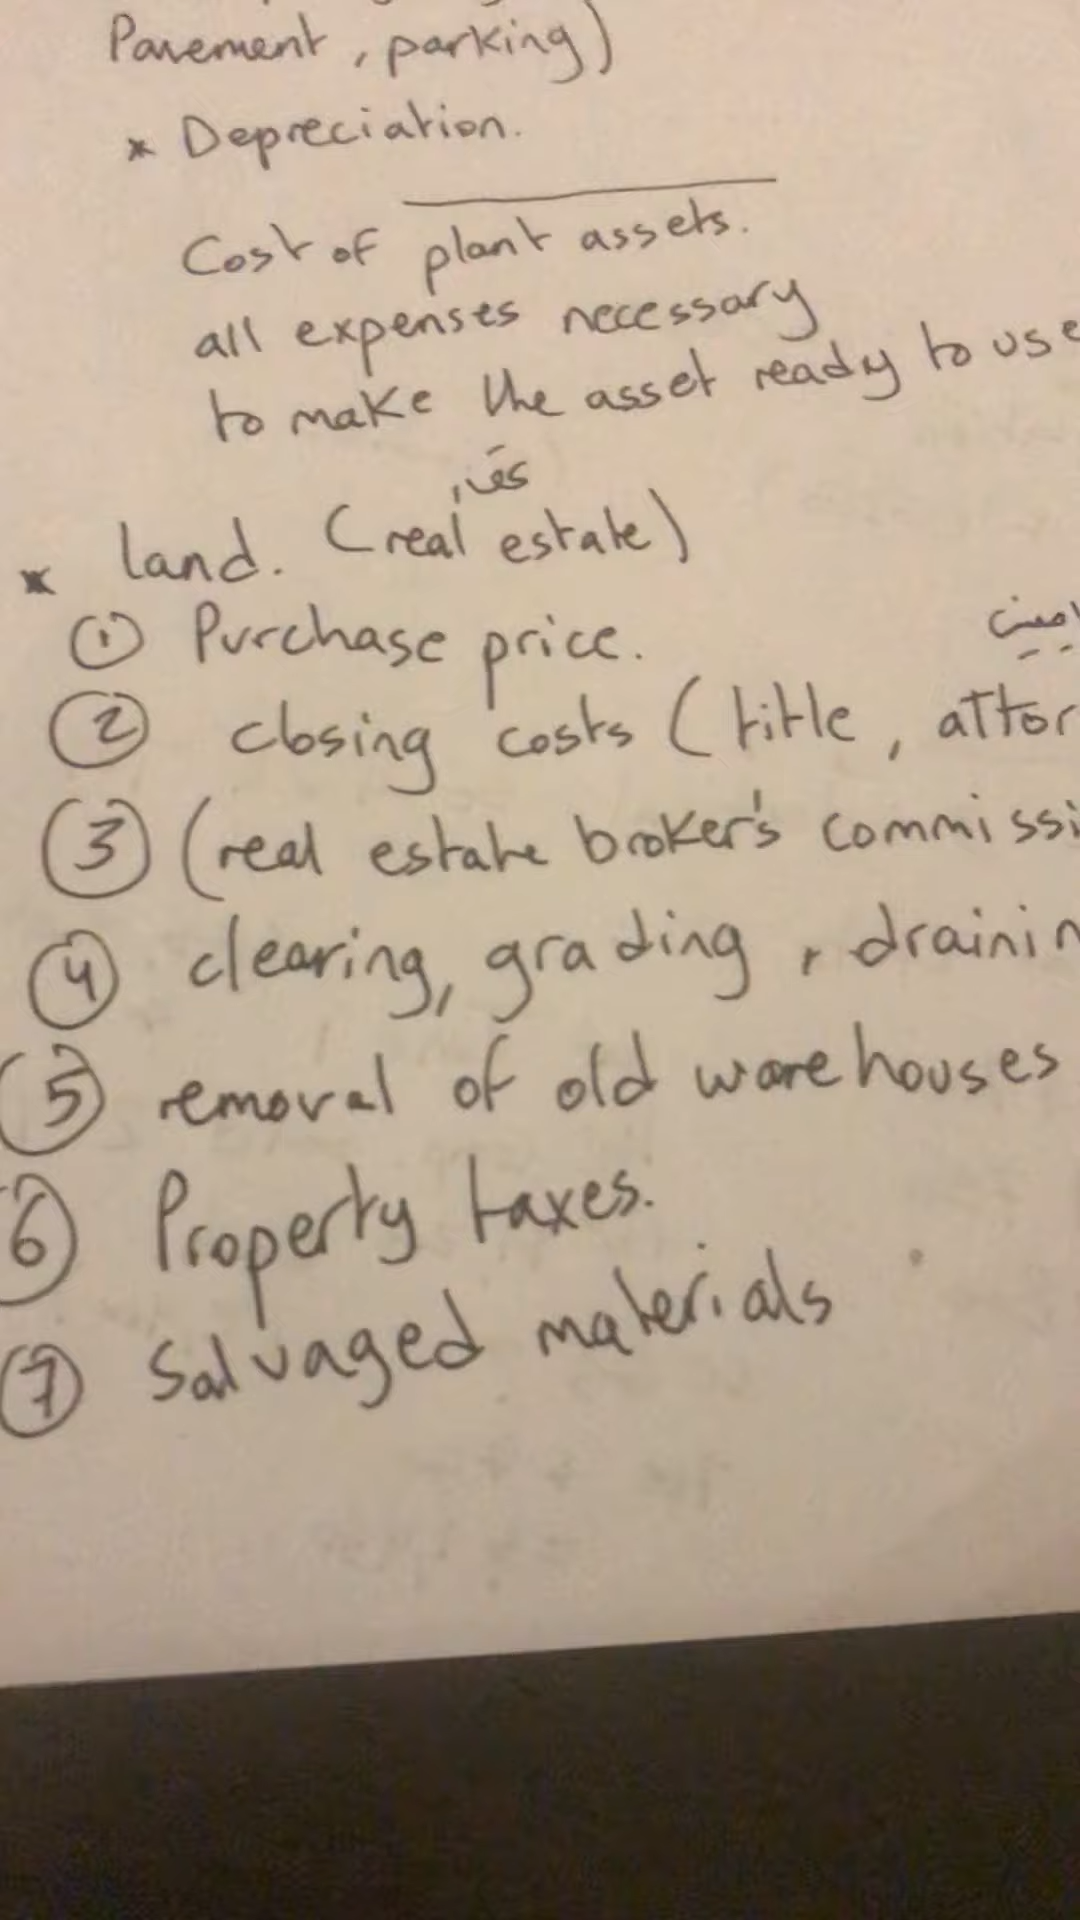 Pavement, parking)
* Depreciation.
Cost of plant assets.
all expenses necessary
to make the asset ready to use
* land. (real estate)
① Purchase price.
② closing costs (title, attor
③ (real estate broker's commissi
④ clearing, grading, drainin
⑤ removal of old warehouses
⑥ Property taxes.
⑦ Salvaged materials